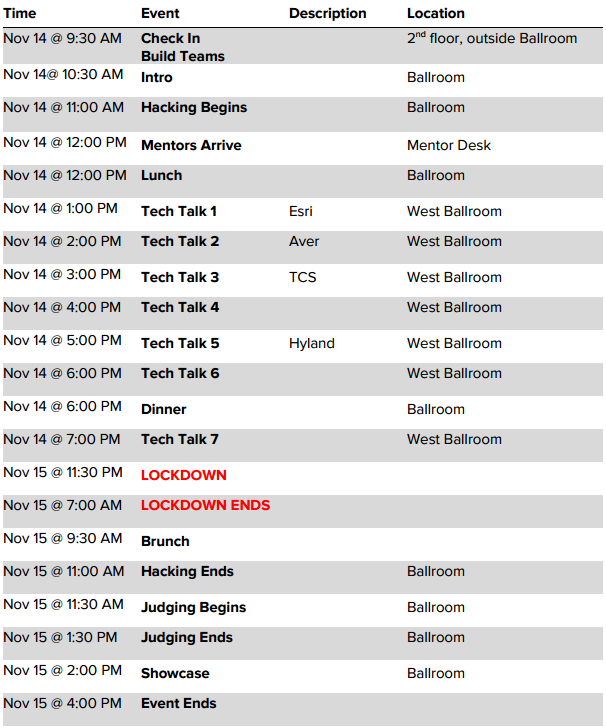 Time Event Description Location
Nov 14 @ 9:30 AM Check In 2nd floor, outside Ballroom
Build Teams
Nov 14@ 10:30 AM Intro Ballroom
Nov 14 @ 11:00 AM Hacking Begins Ballroom
Nov 14 @ 12:00 PM Mentors Arrive Mentor Desk
Nov 14 @ 12:00 PM Lunch Ballroom
Nov 14 @ 1:00 PM Tech Talk 1 Esri West Ballroom
Nov 14 @ 2:00 PM Tech Talk 2 Aver West Ballroom
Nov 14 @ 3:00 PM Tech Talk 3 TCS West Ballroom
Nov 14 @ 4:00 PM Tech Talk 4 West Ballroom
Nov 14 @ 5:00 PM Tech Talk 5 Hyland West Ballroom
Nov 14 @ 6:00 PM Tech Talk 6 West Ballroom
Nov 14 @ 6:00 PM Dinner Ballroom
Nov 14 @ 7:00 PM Tech Talk 7 West Ballroom
Nov 15 @ 11:30 PM LOCKDOWN
Nov 15 @ 7:00 AM LOCKDOWN ENDS
Nov 15 @ 9:30 AM Brunch
Nov 15 @ 11:00 AM Hacking Ends Ballroom
Nov 15 @ 11:30 AM Judging Begins Ballroom
Nov 15 @ 1:30 PM Judging Ends Ballroom
Nov 15 @ 2:00 PM Showcase Ballroom
Nov 15 @ 4:00 PM Event Ends